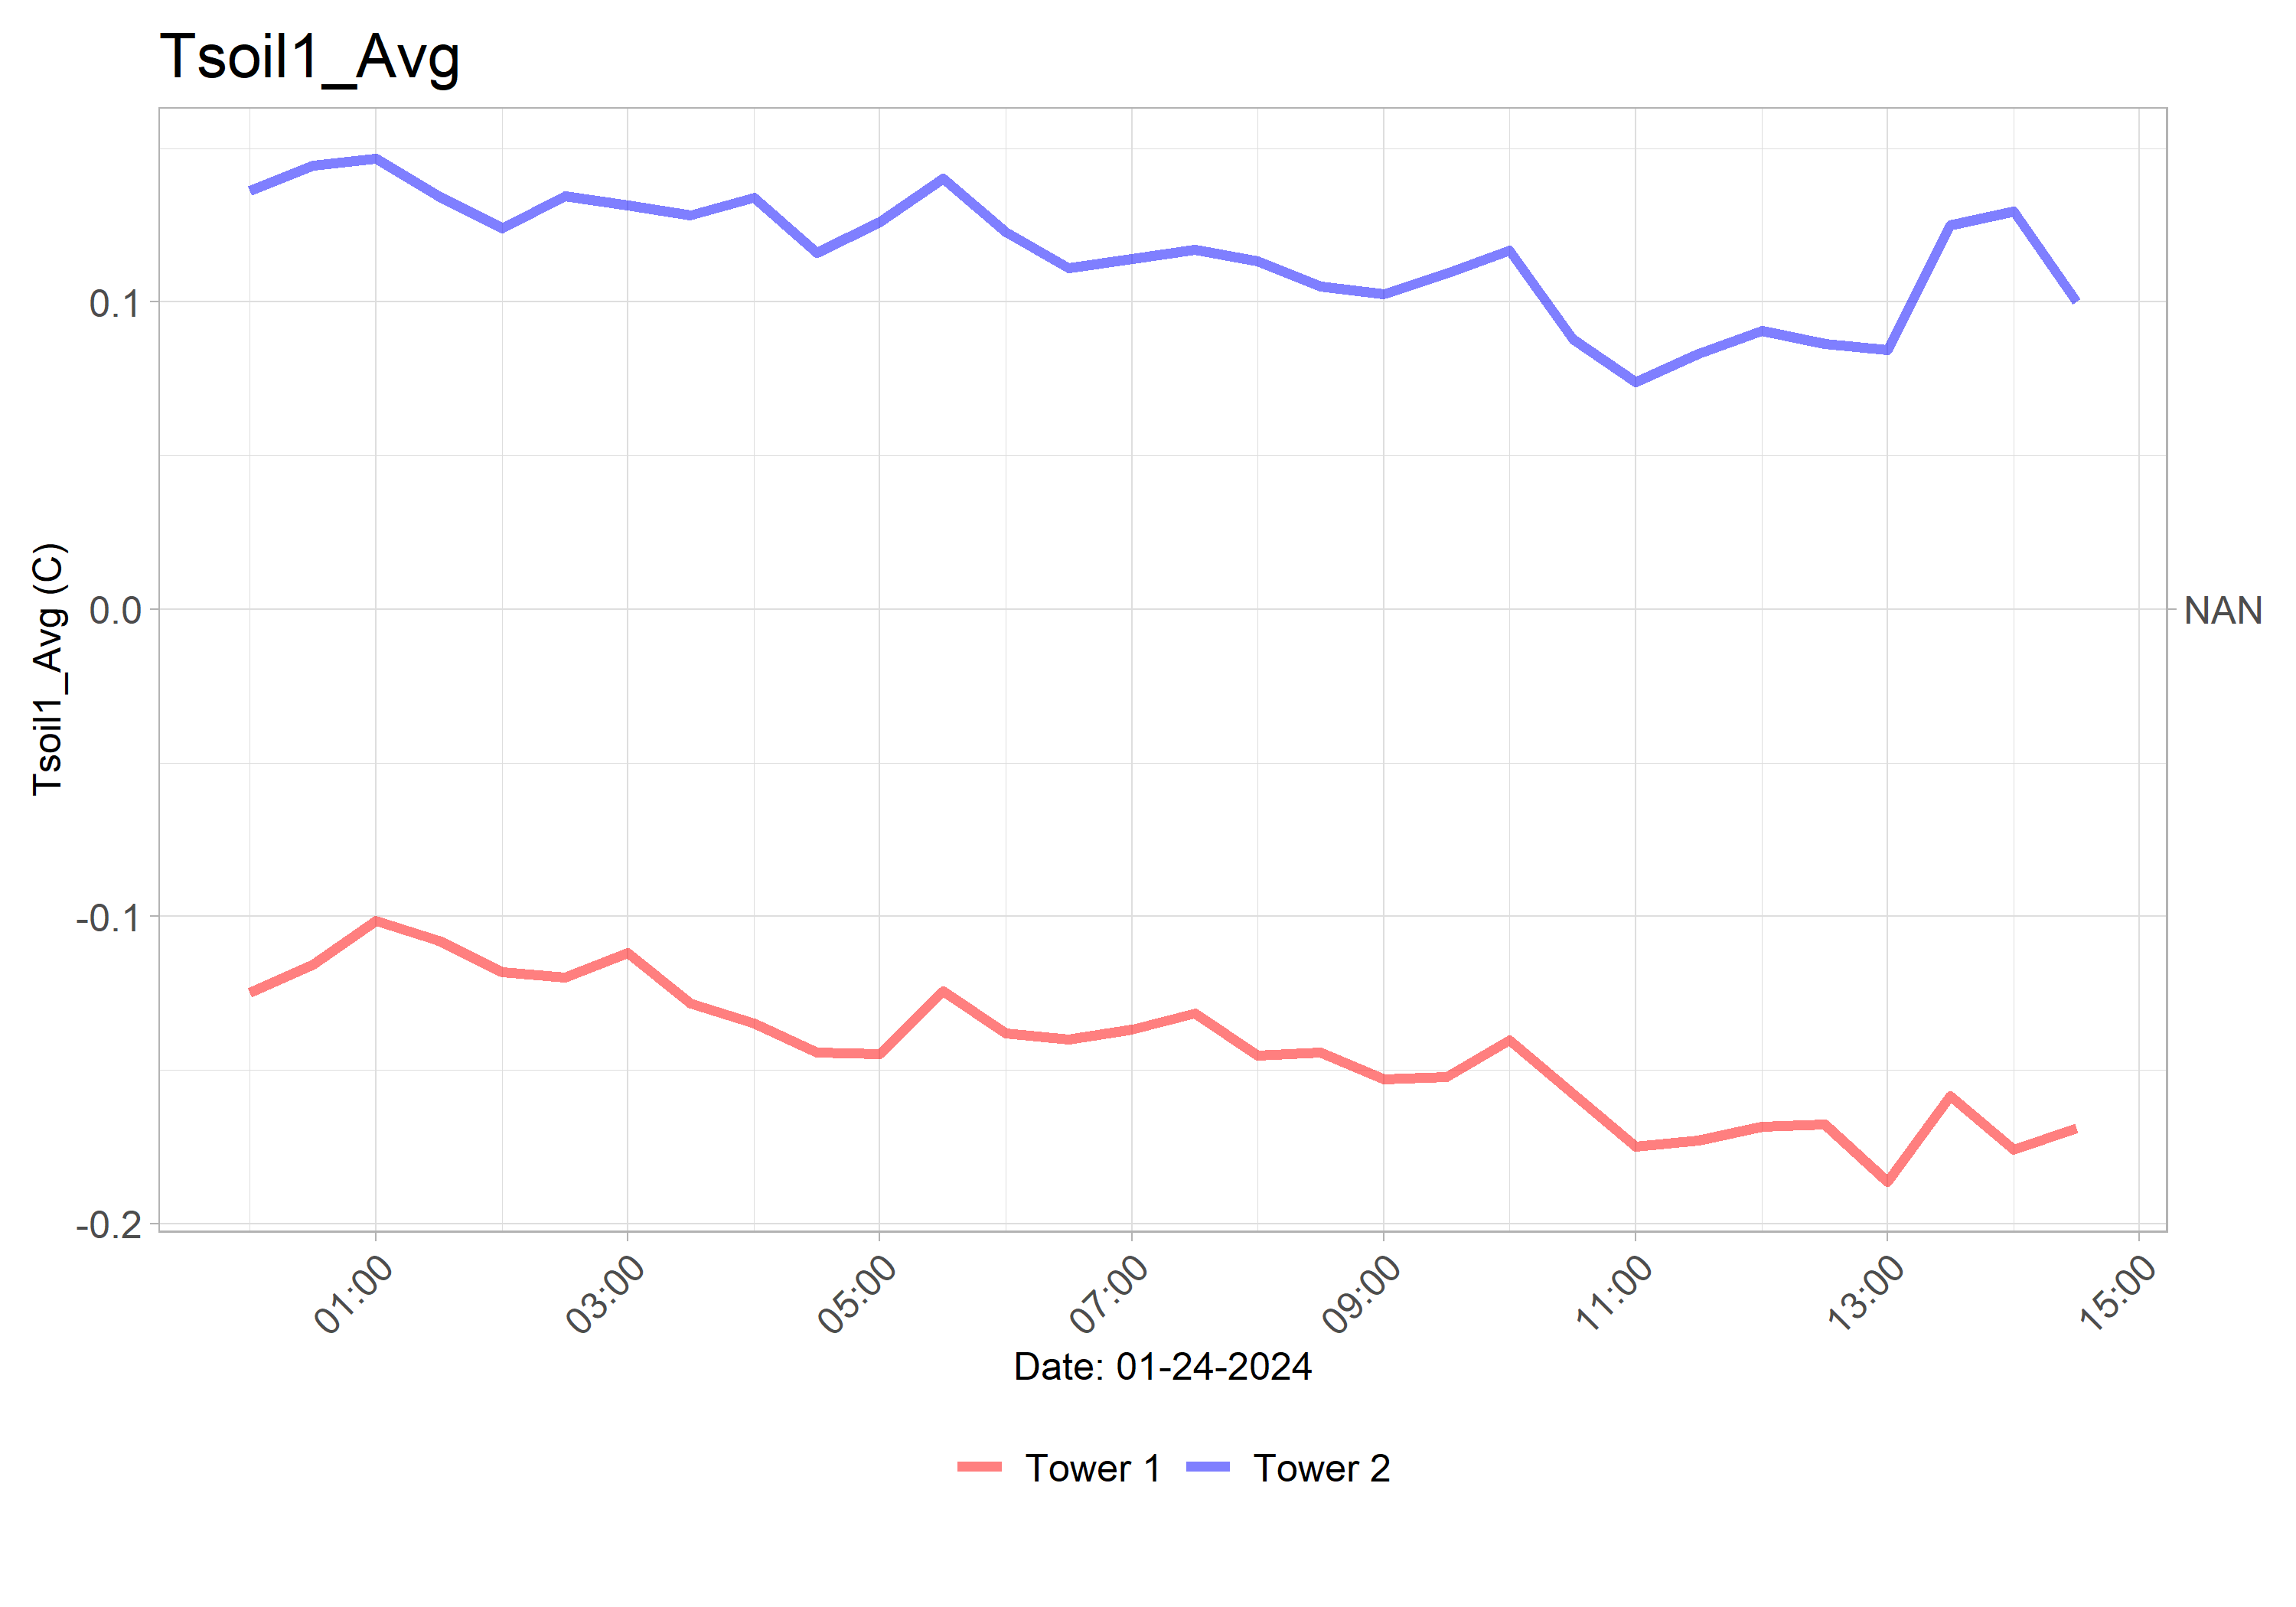 Tsoil1_Avg
Tsoil1_Avg (C)
0.1
0.0
-0.1
-0.2
NAN
01:00
03:00
05:00
07:00
09:00
11:00
13:00
15:00
Date: 01-24-2024
Tower 1
Tower 2